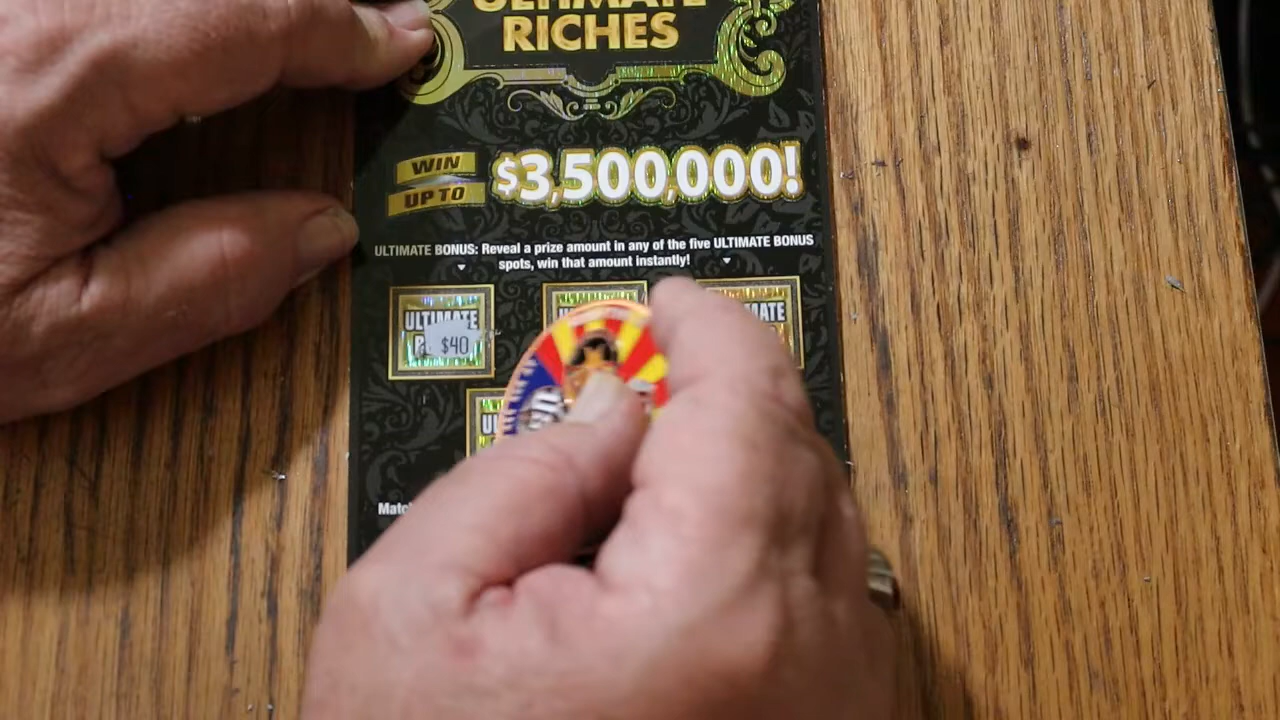 ULTIMATE
RICHES
WIN
UP TO
$3,500,000!
ULTIMATE BONUS: Reveal a prize amount in any of the five ULTIMATE BONUS
spots, win that amount instantly!
ULTIMATE
$40